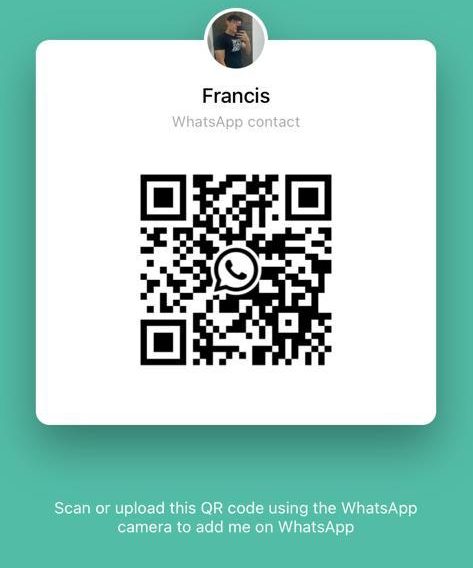 Francis
WhatsApp contact
Scan or upload this QR code using the WhatsApp
camera to add me on WhatsApp